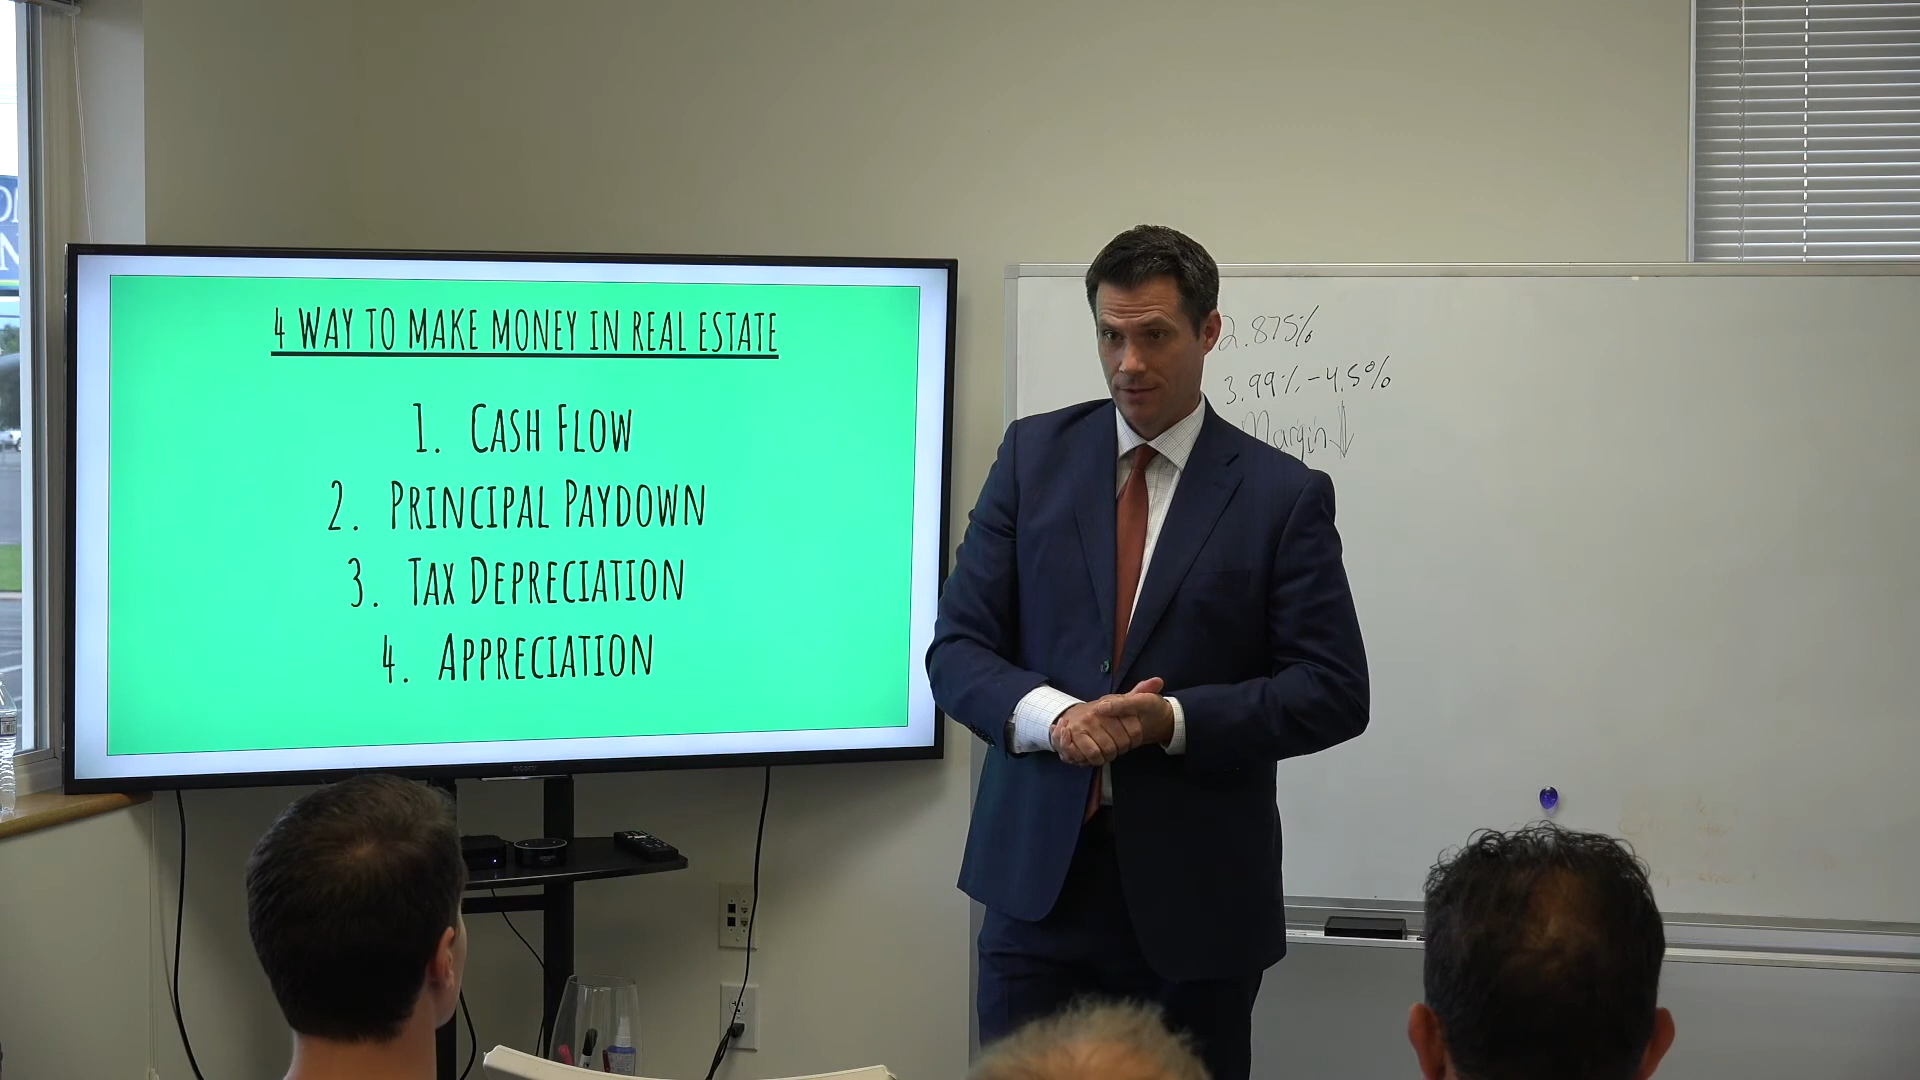 4 WAY TO MAKE MONEY IN REAL ESTATE
1. CASH FLOW
2. PRINCIPAL PAYDOWN
3. TAX DEPRECIATION
4. APPRECIATION
2.875%
3.99% - 4.5%
Margin